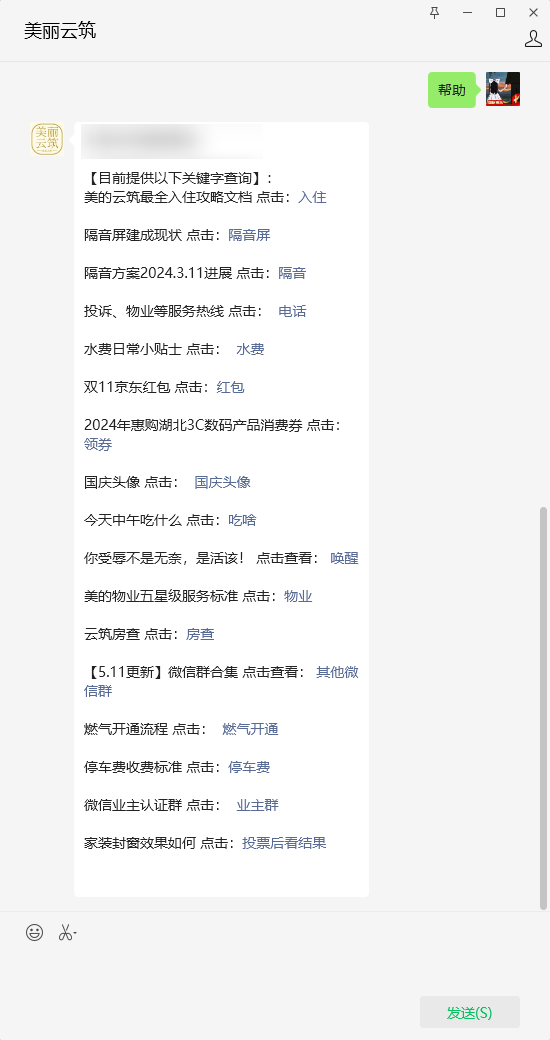 美丽云筑
帮助
美丽
云筑
【目前提供以下关键字查询】：
美的云筑最全入住攻略文档 点击：入住
隔音屏建成现状 点击：隔音屏
隔音方案2024.3.11进展 点击：隔音
投诉、物业等服务热线 点击： 电话
水费日常小贴士 点击： 水费
双11京东红包 点击：红包
2024年惠购湖北3C数码产品消费券 点击：
领券
国庆头像 点击： 国庆头像
今天中午吃什么 点击：吃啥
你受辱不是无奈，是活该！ 点击查看： 唤醒
美的物业五星级服务标准 点击：物业
云筑房查 点击：房查
【5.11更新】微信群合集 点击查看： 其他微
信群
燃气开通流程 点击： 燃气开通
停车费收费标准 点击：停车费
微信业主认证群 点击： 业主群
家装封窗效果如何 点击：投票后看结果
发送(S)